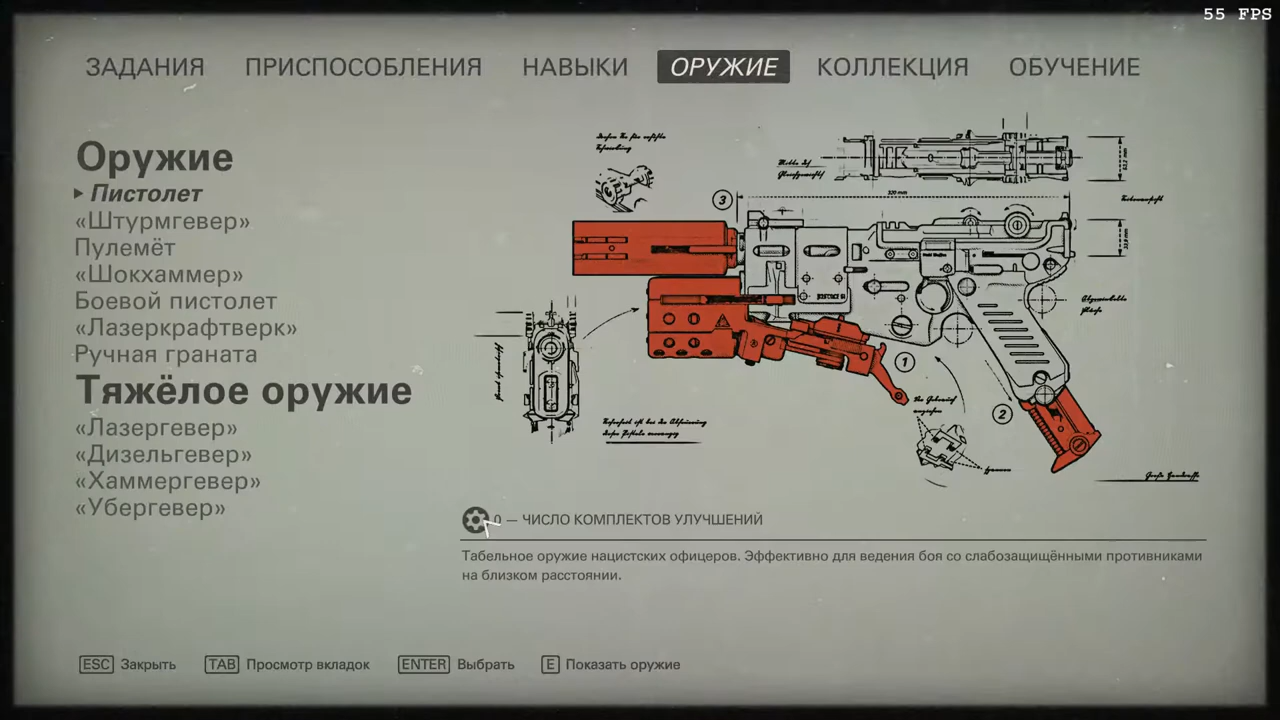 55 FPS
ЗАДАНИЯ ПРИСПОСОБЛЕНИЯ НАВЫКИ ОРУЖИЕ КОЛЛЕКЦИЯ ОБУЧЕНИЕ
Оружие
Пистолет
«Штурмгевер»
Пулемёт
«Шокхаммер»
Боевой пистолет
«Лазеркрафтверк»
Ручная граната
Тяжёлое оружие
«Лазергевер»
«Дизельгевер»
«Хаммергевер»
«Убергевер»
3
1
2
0 — ЧИСЛО КОМПЛЕКТОВ УЛУЧШЕНИЙ
Табельное оружие нацистских офицеров. Эффективно для ведения боя со слабозащищёнными противниками
на близком расстоянии.
ESC Закрыть TAB Просмотр вкладок ENTER Выбрать E Показать оружие